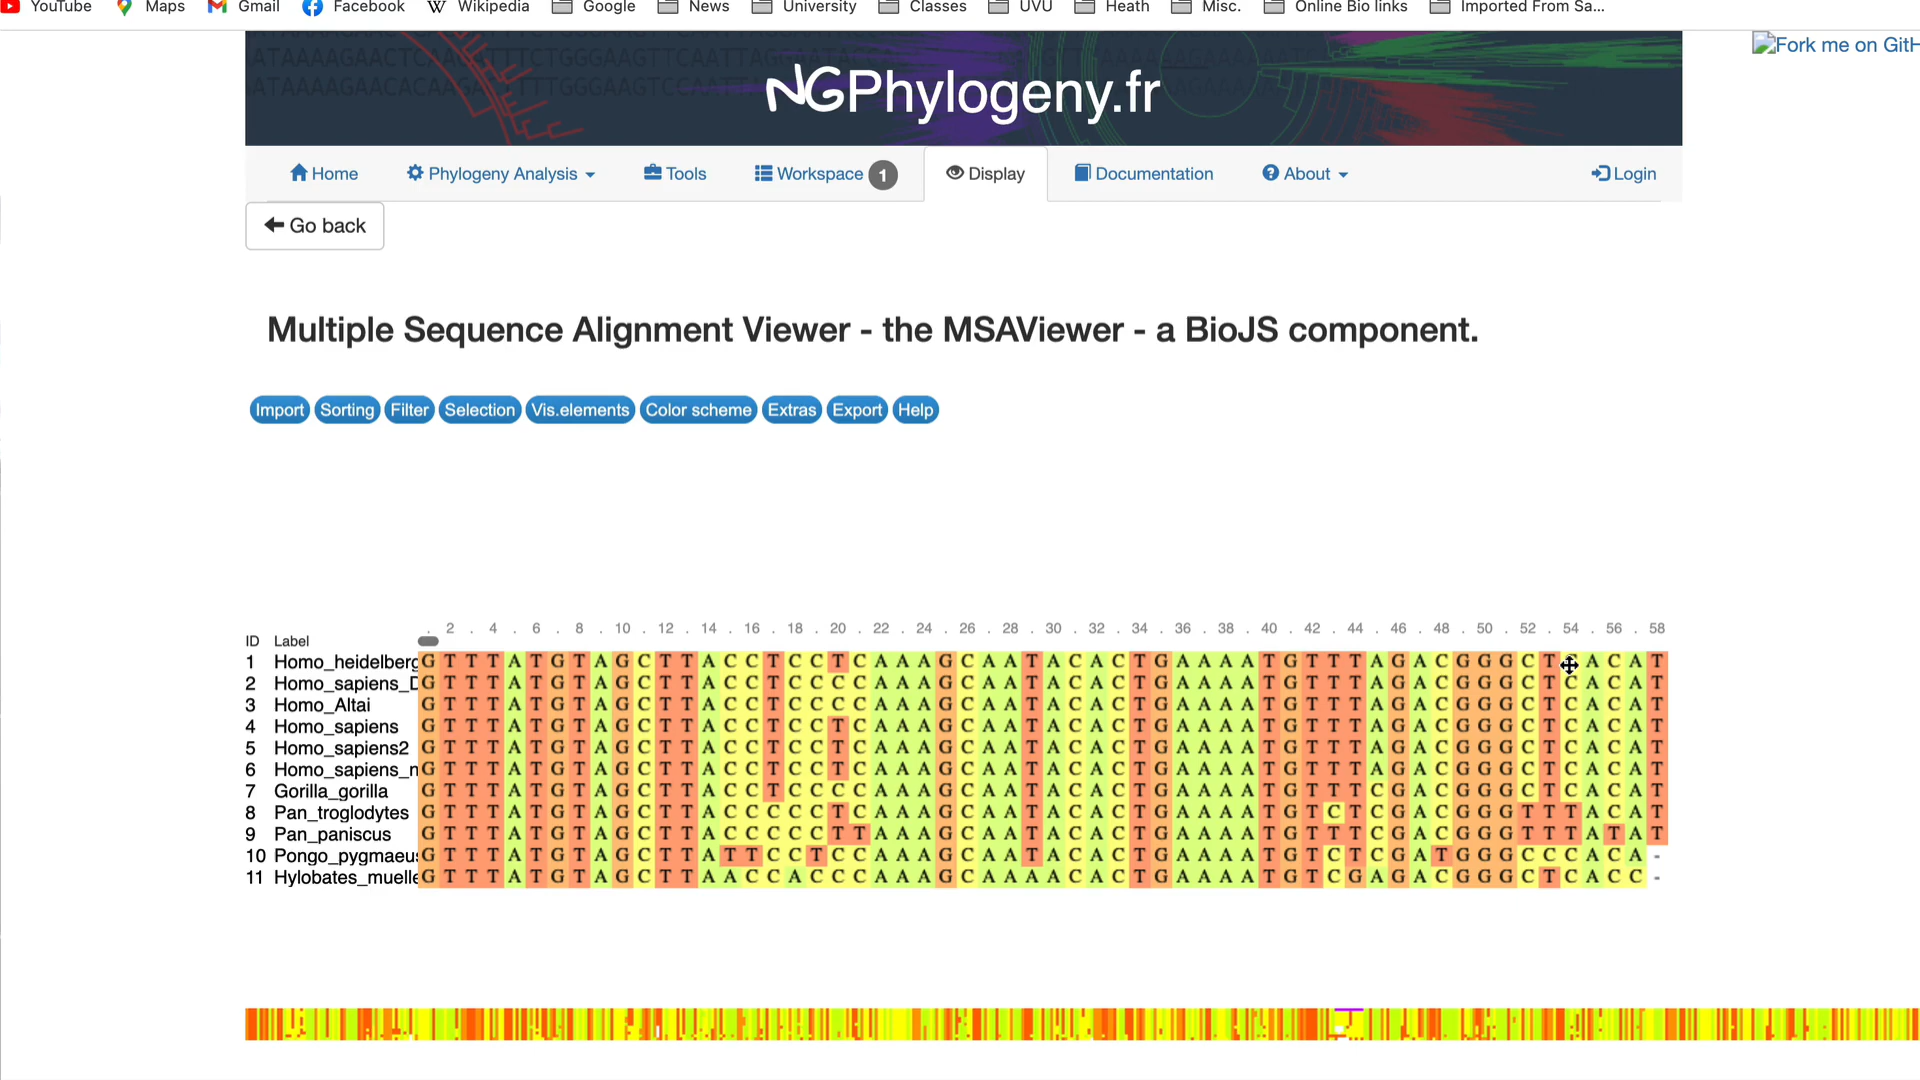 YouTube Maps Gmail Facebook Wikipedia Google News University Classes UVU Heath Misc. Online Bio links Imported From Sa...
Fork me on GitH
NGPhylogeny.fr
Home Phylogeny Analysis Tools Workspace 1 Display Documentation About Login
Go back
Multiple Sequence Alignment Viewer - the MSAViewer - a BioJS component.
Import Sorting Filter Selection Vis.elements Color scheme Extras Export Help
. 2 . 4 . 6 . 8 . 10 . 12 . 14 . 16 . 18 . 20 . 22 . 24 . 26 . 28 . 30 . 32 . 34 . 36 . 38 . 40 . 42 . 44 . 46 . 48 . 50 . 52 . 54 . 56 . 58
ID Label
1 Homo_heidelberg G T T T A T G T A G C T T A C C T C C T C A A A G C A A T A C A C T G A A A A T G T T T A G A C G G G C T C A C A T
2 Homo_sapiens_D G T T T A T G T A G C T T A C C T C C C C A A A G C A A T A C A C T G A A A A T G T T T A G A C G G G C T C A C A T
3 Homo_Altai G T T T A T G T A G C T T A C C T C C C C A A A G C A A T A C A C T G A A A A T G T T T A G A C G G G C T C A C A T
4 Homo_sapiens G T T T A T G T A G C T T A C C T C C T C A A A G C A A T A C A C T G A A A A T G T T T A G A C G G G C T C A C A T
5 Homo_sapiens2 G T T T A T G T A G C T T A C C T C C T C A A A G C A A T A C A C T G A A A A T G T T T A G A C G G G C T C A C A T
6 Homo_sapiens_n G T T T A T G T A G C T T A C C T C C T C A A A G C A A T A C A C T G A A A A T G T T T A G A C G G G C T C A C A T
7 Gorilla_gorilla G T T T A T G T A G C T T A C C T C C C C A A A G C A A T A C A C T G A A A A T G T T T C G A C G G G C T C A C A T
8 Pan_troglodytes G T T T A T G T A G C T T A C C C C C T C A A A G C A A T A C A C T G A A A A T G T C T C G A C G G G T T T A C A T
9 Pan_paniscus G T T T A T G T A G C T T A C C C C C T T A A A G C A A T A C A C T G A A A A T G T T T C G A C G G G T T T A T A T
10 Pongo_pygmaeus G T T T A T G T A G C T T A T T C C T C C A A A G C A A T A C A C T G A A A A T G T C T C G A T G G G C C C A C A -
11 Hylobates_muelle G T T T A T G T A G C T T A A C C A C C C A A A G C A A A A C A C T G A A A A T G T C G A G A C G G G C T C A C C -